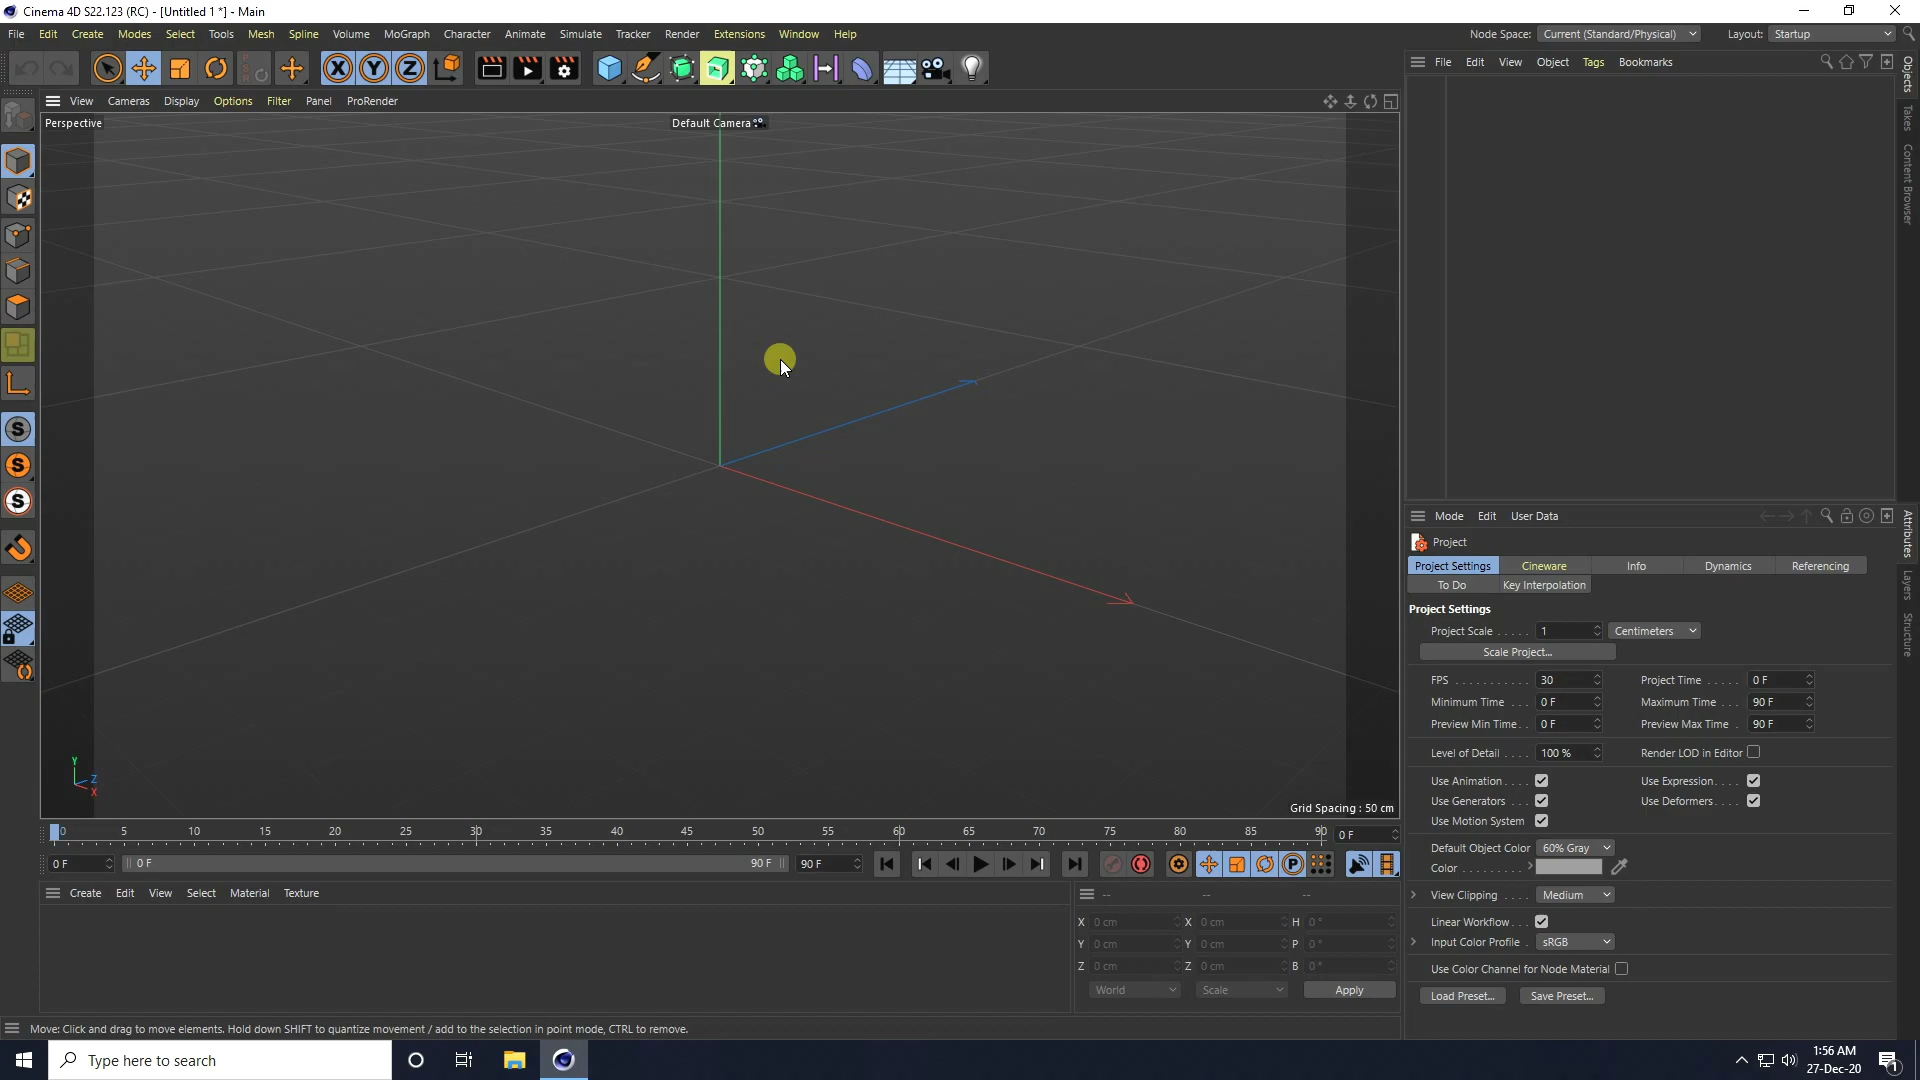 Cinema 4D S22.123 (RC) - [Untitled 1 *] - Main
File Edit Create Modes Select Tools Mesh Spline Volume MoGraph Character Animate Simulate Tracker Render Extensions Window Help Node Space: Current (Standard/Physical) Layout: Startup
X Y Z
File Edit View Object Tags Bookmarks
Objects
Takes
Content Browser
View Cameras Display Options Filter Panel ProRender
Perspective
Default Camera
S
S
S
Y
Z
X
Grid Spacing : 50 cm
0 5 10 15 20 25 30 35 40 45 50 55 60 65 70 75 80 85 90 0 F
0 F 0 F 90 F 90 F P
Create Edit View Select Material Texture
-- -- --
X 0 cm X 0 cm H 0 °
Y 0 cm Y 0 cm P 0 °
Z 0 cm Z 0 cm B 0 °
World Scale Apply
Mode Edit User Data
Attributes
Layers
Structure
Project
Project Settings Cineware Info Dynamics Referencing
To Do Key Interpolation
Project Settings
Project Scale . . . . . 1 Centimeters
Scale Project...
FPS . . . . . . . . . . . 30 Project Time . . . . . 0 F
Minimum Time . . . 0 F Maximum Time . . . 90 F
Preview Min Time . . 0 F Preview Max Time . 90 F
Level of Detail . . . . 100 % Render LOD in Editor
Use Animation . . . . Use Expression . . . .
Use Generators . . . Use Deformers . . . .
Use Motion System
Default Object Color 60% Gray
Color . . . . . . . . . .
View Clipping . . . . Medium
Linear Workflow . . .
Input Color Profile . sRGB
Use Color Channel for Node Material
Load Preset... Save Preset...
Move: Click and drag to move elements. Hold down SHIFT to quantize movement / add to the selection in point mode, CTRL to remove.
Type here to search
1:56 AM
27-Dec-20
1